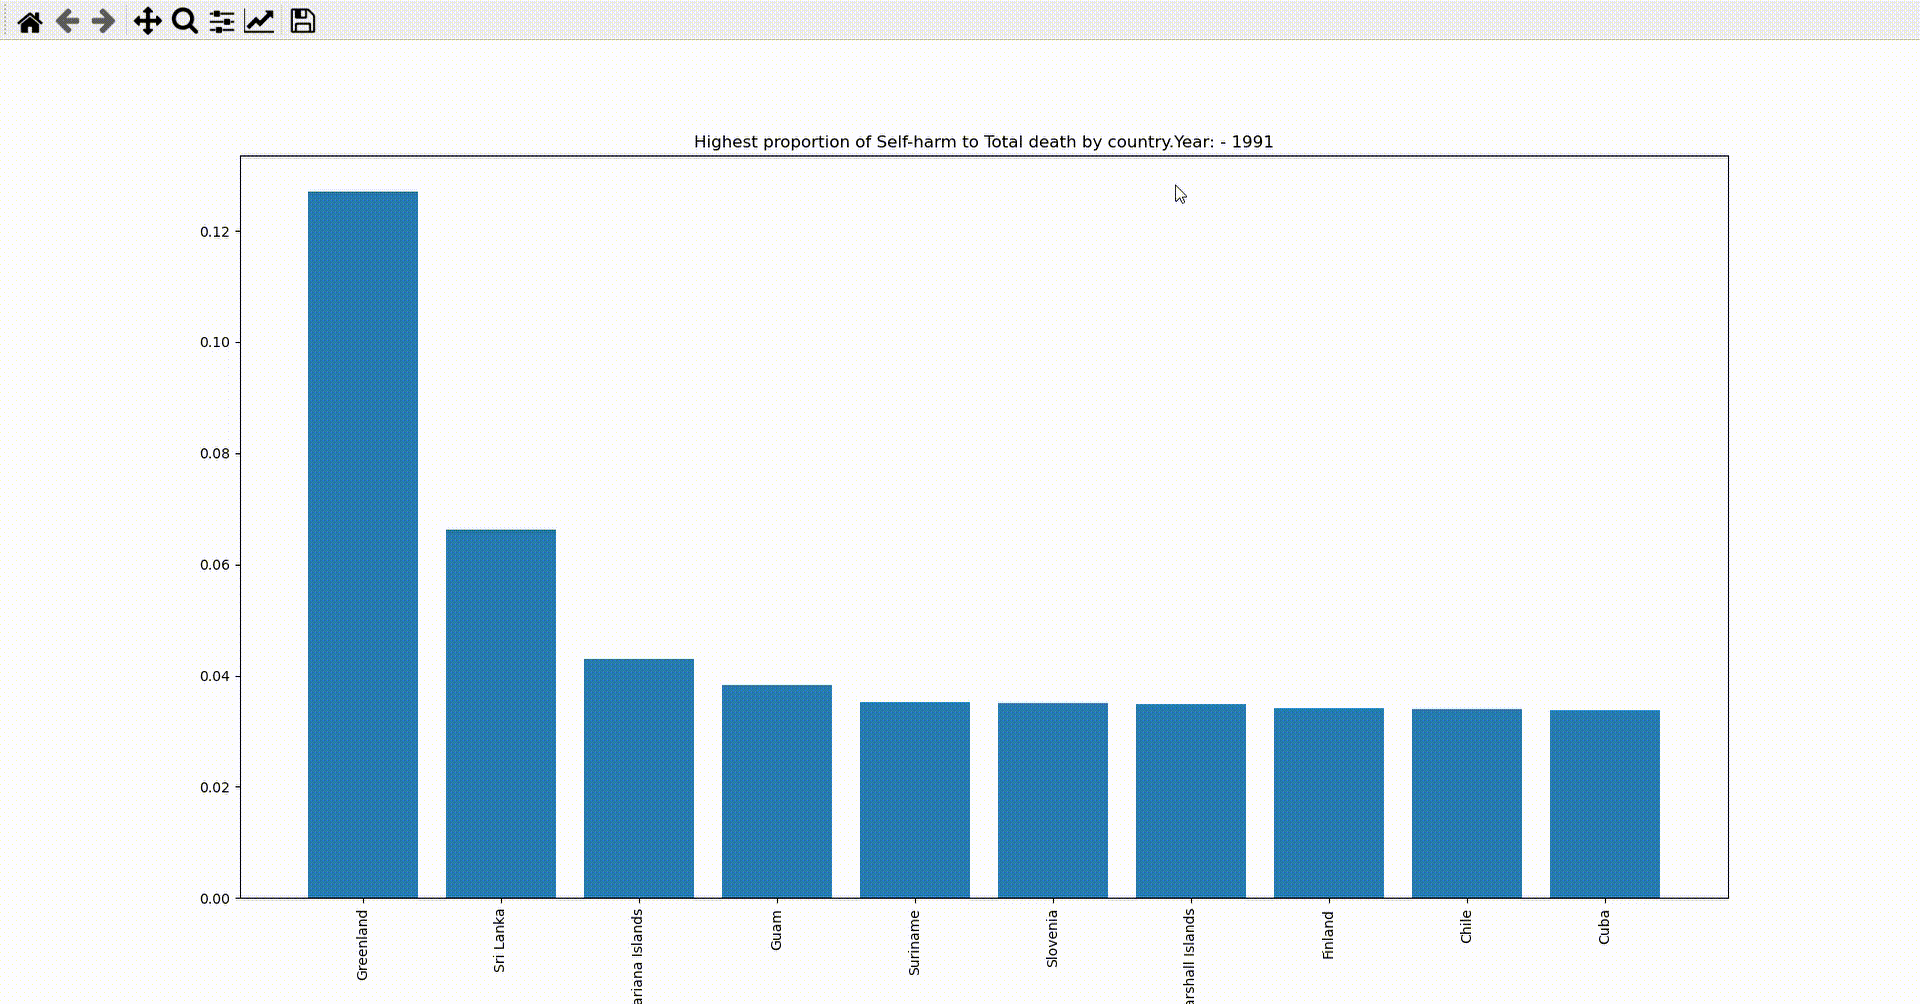 Highest proportion of Self-harm to Total death by country.Year: - 1991
0.12
0.10
0.08
0.06
0.04
0.02
0.00
Greenland
Sri Lanka
ariana Islands
Guam
Suriname
Slovenia
arshall Islands
Finland
Chile
Cuba